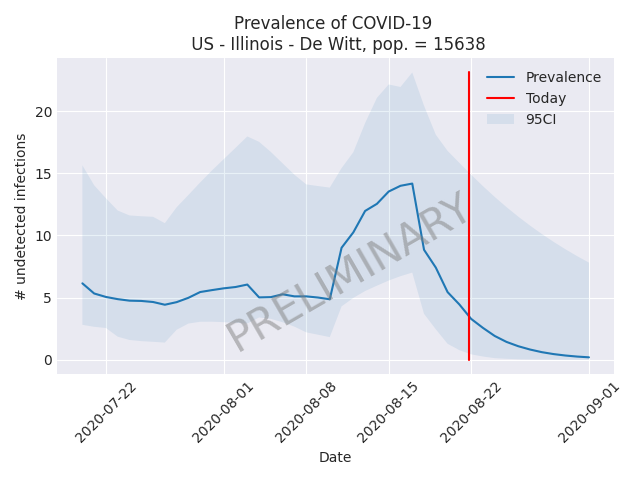 Prevalence of COVID-19
US - Illinois - De Witt, pop. = 15638
Prevalence
Today
95CI
# undetected infections
20
15
10
5
0
PRELIMINARY
2020-07-22
2020-08-01
2020-08-08
2020-08-15
2020-08-22
2020-09-01
Date